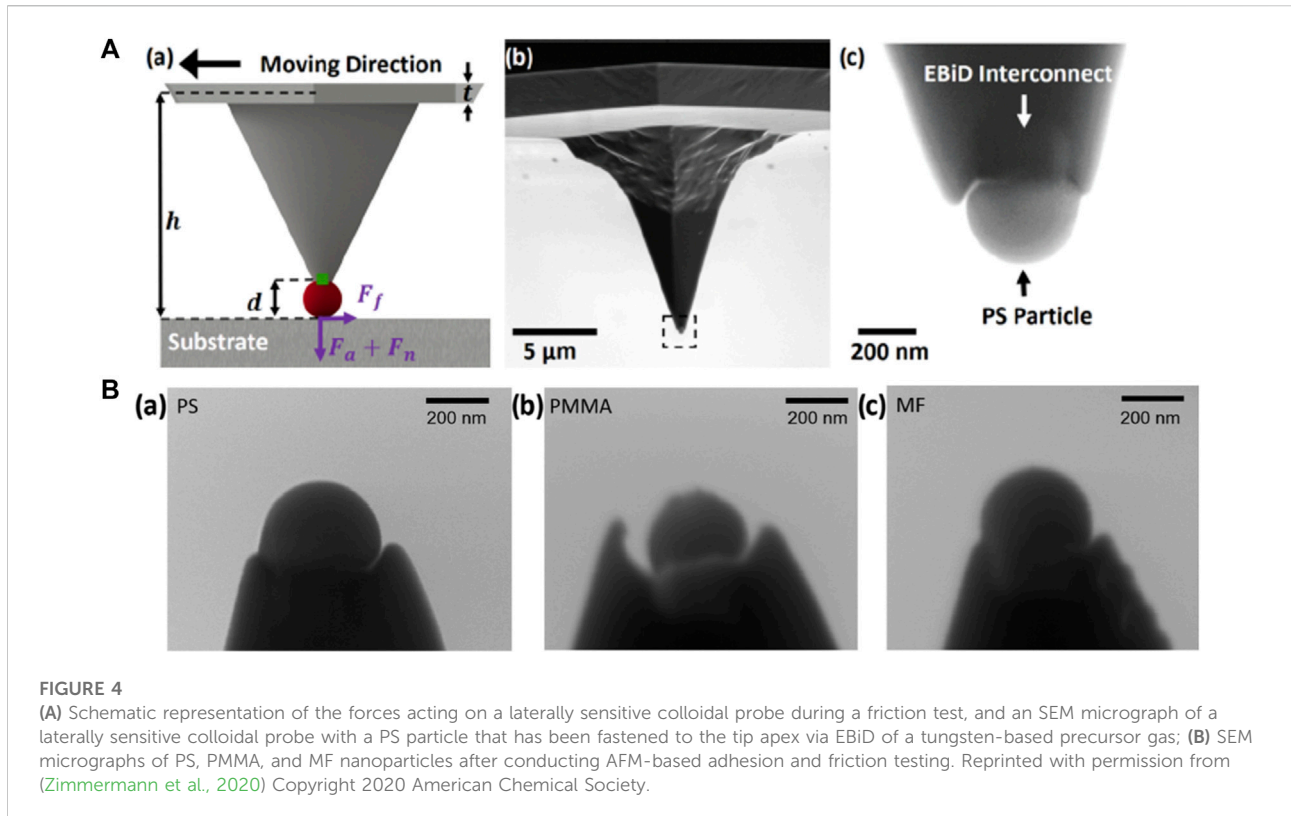 A
(a)
Moving Direction
t
h
d
F_f
Substrate
F_a + F_n
(b)
5 μm
(c)
EBiD Interconnect
PS Particle
200 nm
B
(a) PS
200 nm
(b) PMMA
200 nm
(c) MF
200 nm
FIGURE 4
(A) Schematic representation of the forces acting on a laterally sensitive colloidal probe during a friction test, and an SEM micrograph of a
laterally sensitive colloidal probe with a PS particle that has been fastened to the tip apex via EBiD of a tungsten-based precursor gas; (B) SEM
micrographs of PS, PMMA, and MF nanoparticles after conducting AFM-based adhesion and friction testing. Reprinted with permission from
(Zimmermann et al., 2020) Copyright 2020 American Chemical Society.